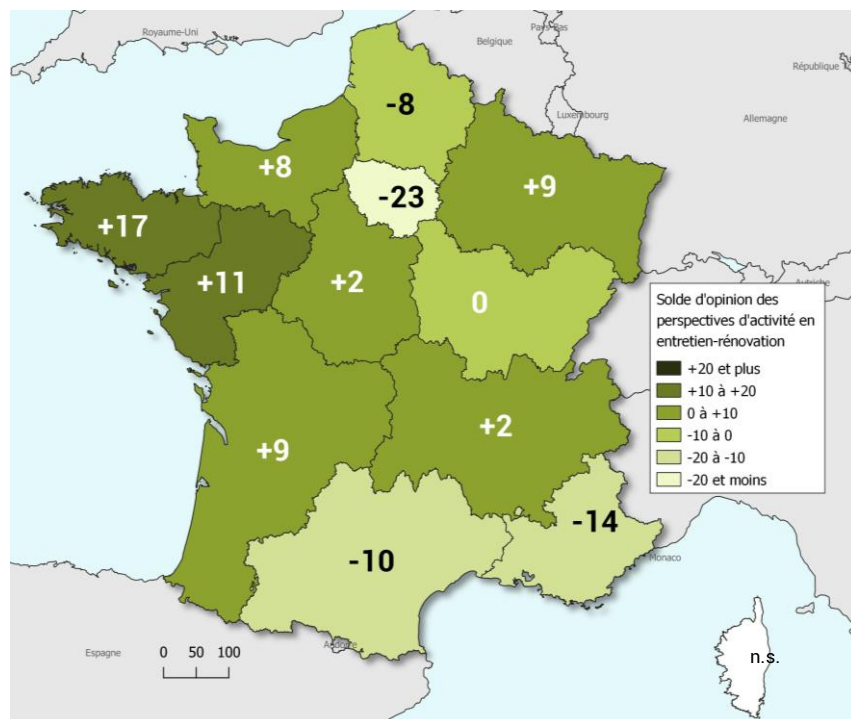 Royaume-Uni
Pays-Bas
Belgique
République T
Luxembourg
Allemagne
-8
+8
-23
+9
+17
+11
+2
0
Autriche
Solde d'opinion des
perspectives d'activité en
entretien-rénovation
+20 et plus
+10 à +20
0 à +10
-10 à 0
-20 à -10
-20 et moins
+9
+2
-14
-10
Monaco
Andorre
Espagne
0 50 100
n.s.